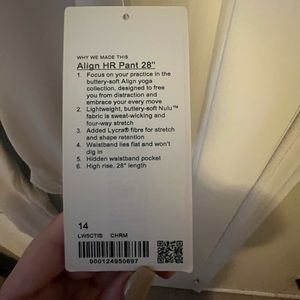 WHY WE MADE THIS
Align HR Pant 28"
1. Focus on your practice in the
buttery-soft Align yoga
collection, designed to free
you from distraction and
embrace your every move
2. Lightweight, buttery-soft Nulu™
fabric is sweat-wicking and
four-way stretch
3. Added Lycra® fibre for stretch
and shape retention
4. Waistband lies flat and won't
dig in
5. Hidden waistband pocket
6. High rise, 28" length
14
LW5CTIS CHRM
000124950697